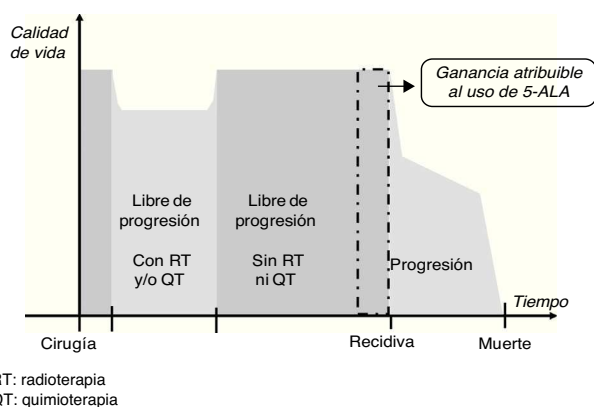 Calidad
de vida
Ganancia atribuible
al uso de 5-ALA
Libre de
progresión
Con RT
y/o QT
Libre de
progresión
Sin RT
ni QT
Progresión
Tiempo
Cirugía
Recidiva
Muerte
RT: radioterapia
QT: quimioterapia